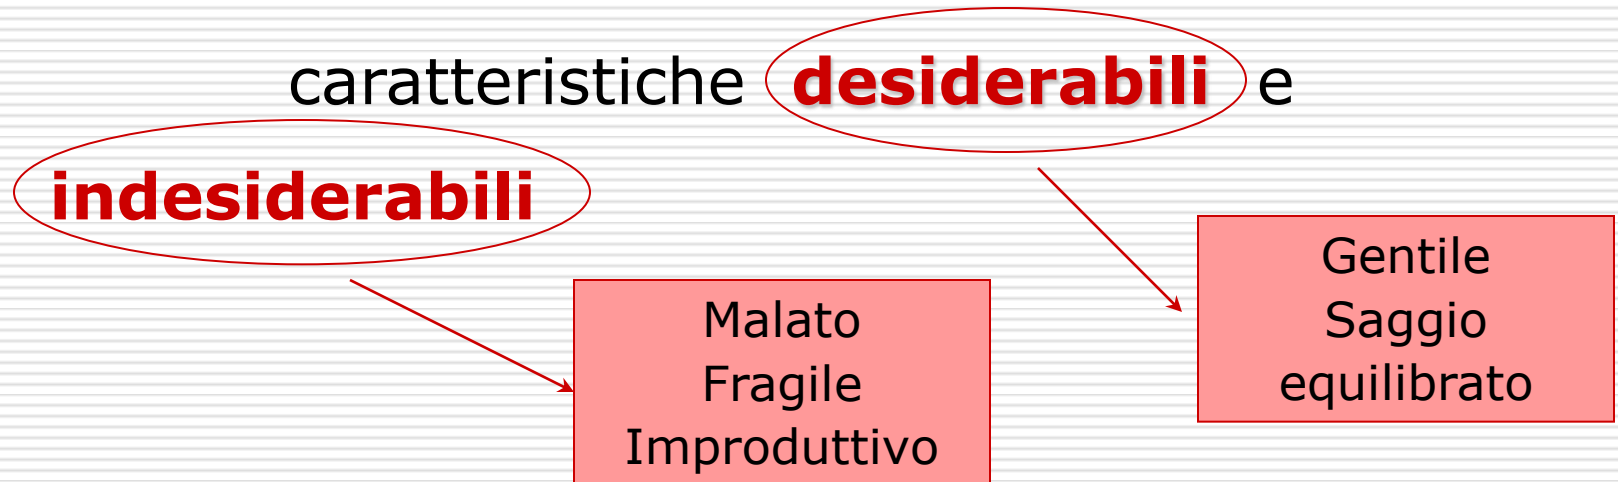 caratteristiche desiderabili e
indesiderabili
Gentile
Saggio
equilibrato
Malato
Fragile
Improduttivo